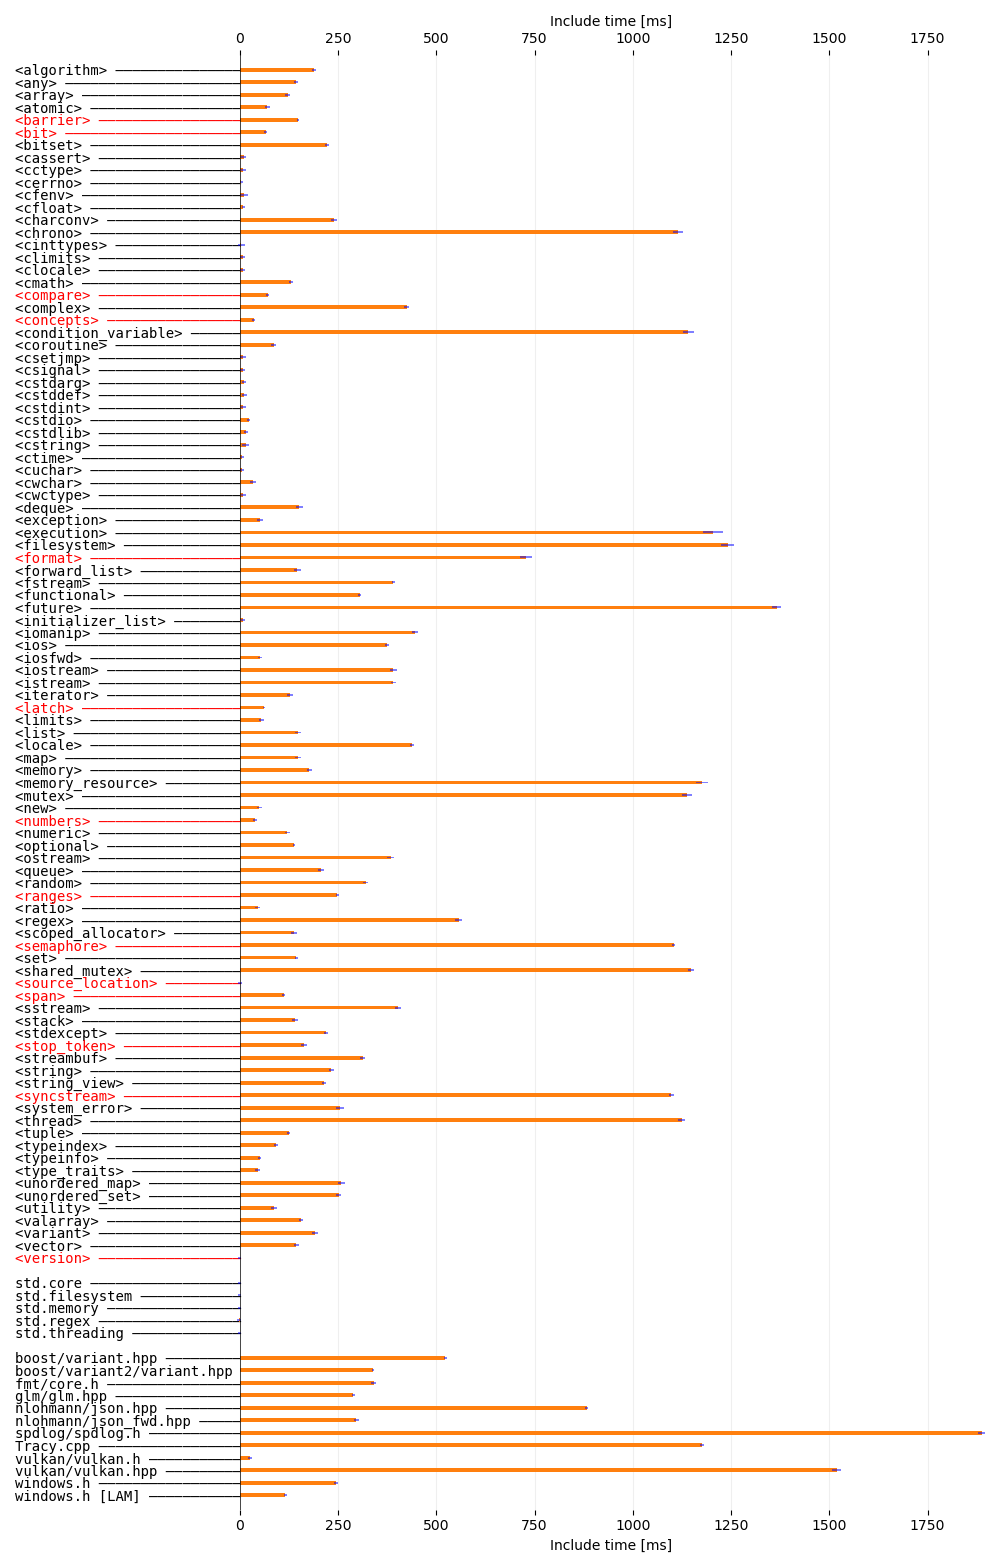 Include time [ms]
0 250 500 750 1000 1250 1500 1750
<algorithm>
<any>
<array>
<atomic>
<barrier>
<bit>
<bitset>
<cassert>
<cctype>
<cerrno>
<cfenv>
<cfloat>
<charconv>
<chrono>
<cinttypes>
<climits>
<clocale>
<cmath>
<compare>
<complex>
<concepts>
<condition_variable>
<coroutine>
<csetjmp>
<csignal>
<cstdarg>
<cstddef>
<cstdint>
<cstdio>
<cstdlib>
<cstring>
<ctime>
<cuchar>
<cwchar>
<cwctype>
<deque>
<exception>
<execution>
<filesystem>
<format>
<forward_list>
<fstream>
<functional>
<future>
<initializer_list>
<iomanip>
<ios>
<iosfwd>
<iostream>
<istream>
<iterator>
<latch>
<limits>
<list>
<locale>
<map>
<memory>
<memory_resource>
<mutex>
<new>
<numbers>
<numeric>
<optional>
<ostream>
<queue>
<random>
<ranges>
<ratio>
<regex>
<scoped_allocator>
<semaphore>
<set>
<shared_mutex>
<source_location>
<span>
<sstream>
<stack>
<stdexcept>
<stop_token>
<streambuf>
<string>
<string_view>
<syncstream>
<system_error>
<thread>
<tuple>
<typeindex>
<typeinfo>
<type_traits>
<unordered_map>
<unordered_set>
<utility>
<valarray>
<variant>
<vector>
<version>
std.core
std.filesystem
std.memory
std.regex
std.threading
boost/variant.hpp
boost/variant2/variant.hpp
fmt/core.h
glm/glm.hpp
nlohmann/json.hpp
nlohmann/json_fwd.hpp
spdlog/spdlog.h
Tracy.cpp
vulkan/vulkan.h
vulkan/vulkan.hpp
windows.h
windows.h [LAM]
0 250 500 750 1000 1250 1500 1750
Include time [ms]